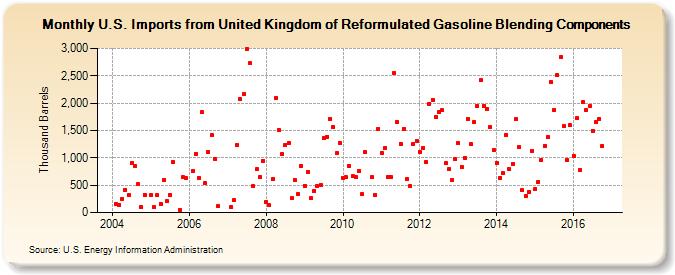 Monthly U.S. Imports from United Kingdom of Reformulated Gasoline Blending Components
Thousand Barrels
3,000
2,500
2,000
1,500
1,000
500
0
2004 2006 2008 2010 2012 2014 2016
Source: U.S. Energy Information Administration